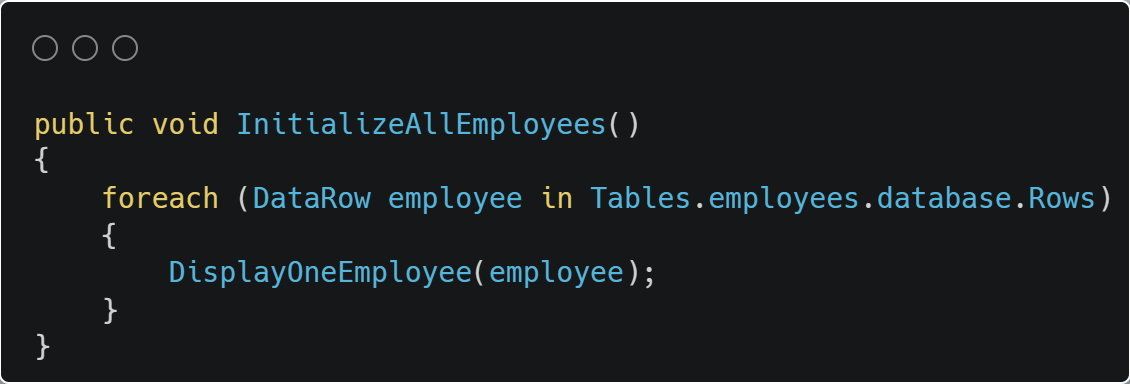 public void InitializeAllEmployees()
{
    foreach (DataRow employee in Tables.employees.database.Rows)
    {
        DisplayOneEmployee(employee);
    }
}